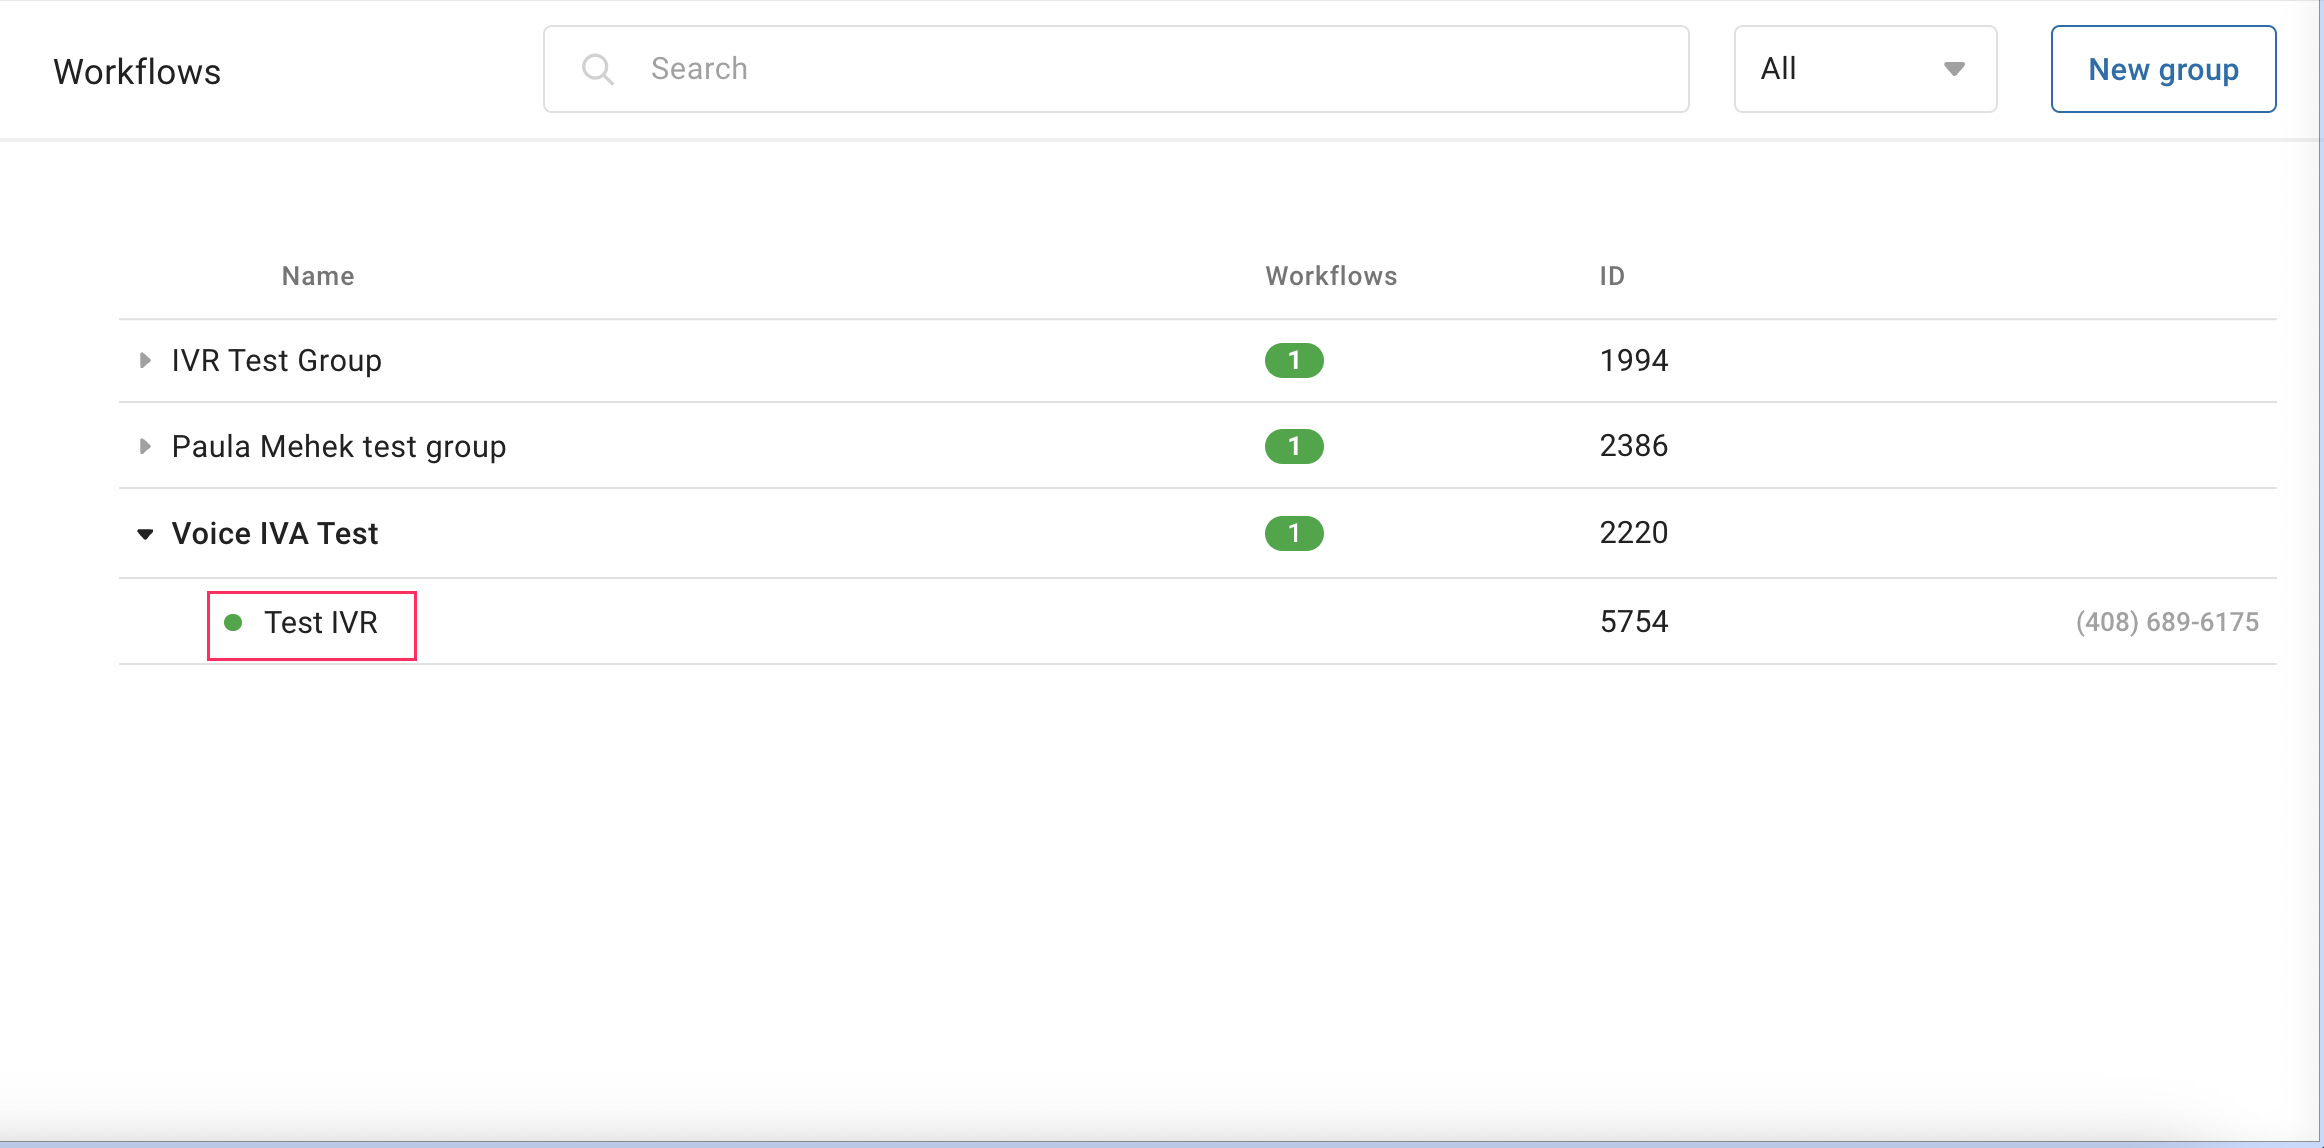 Workflows
Search
All
New group
Name Workflows ID
IVR Test Group 1 1994
Paula Mehek test group 1 2386
Voice IVA Test 1 2220
Test IVR 5754 (408) 689-6175